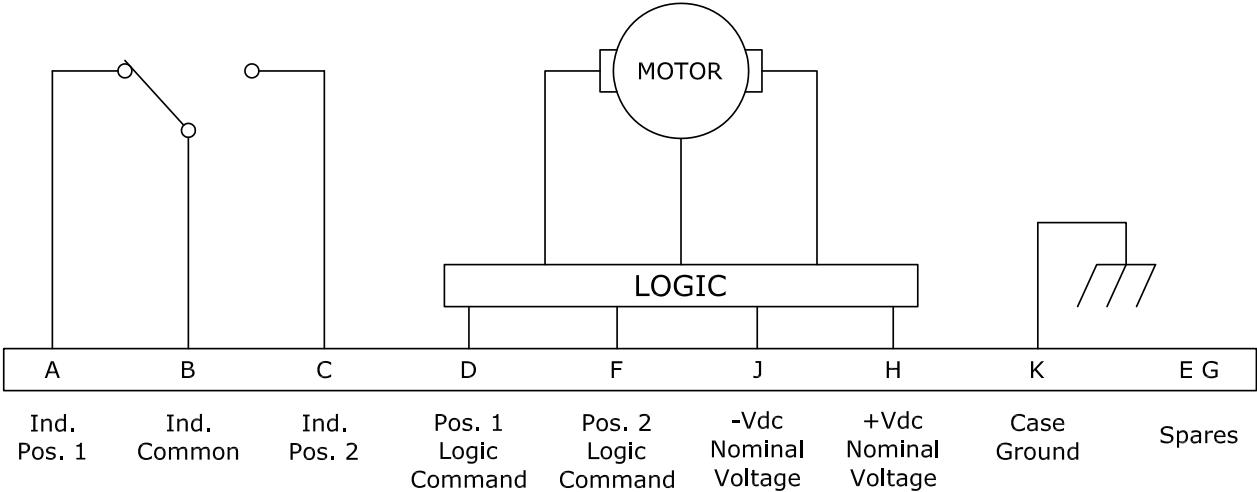 MOTOR
LOGIC
A B C D F J H K E G
Ind. Pos. 1
Ind. Common
Ind. Pos. 2
Pos. 1 Logic Command
Pos. 2 Logic Command
-Vdc Nominal Voltage
+Vdc Nominal Voltage
Case Ground
Spares